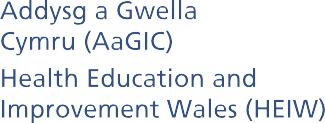 Addysg a Gwella
Cymru (AaGIC)
Health Education and
Improvement Wales (HEIW)